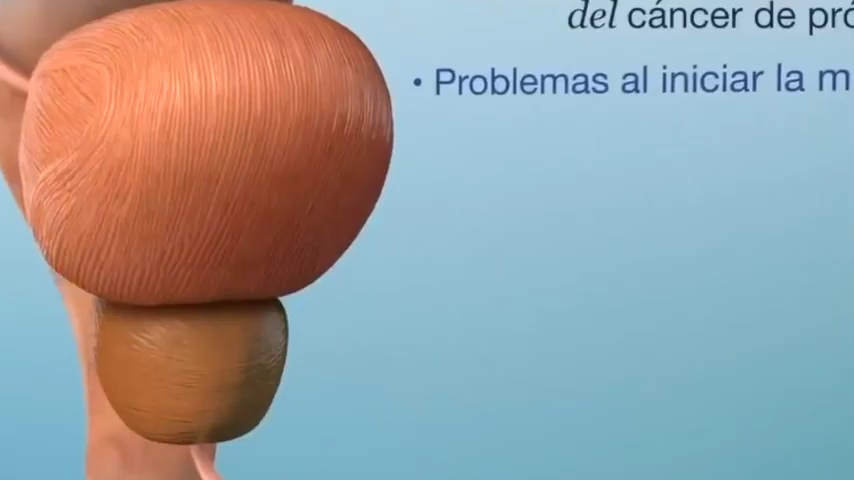 del cáncer de pró
• Problemas al iniciar la m